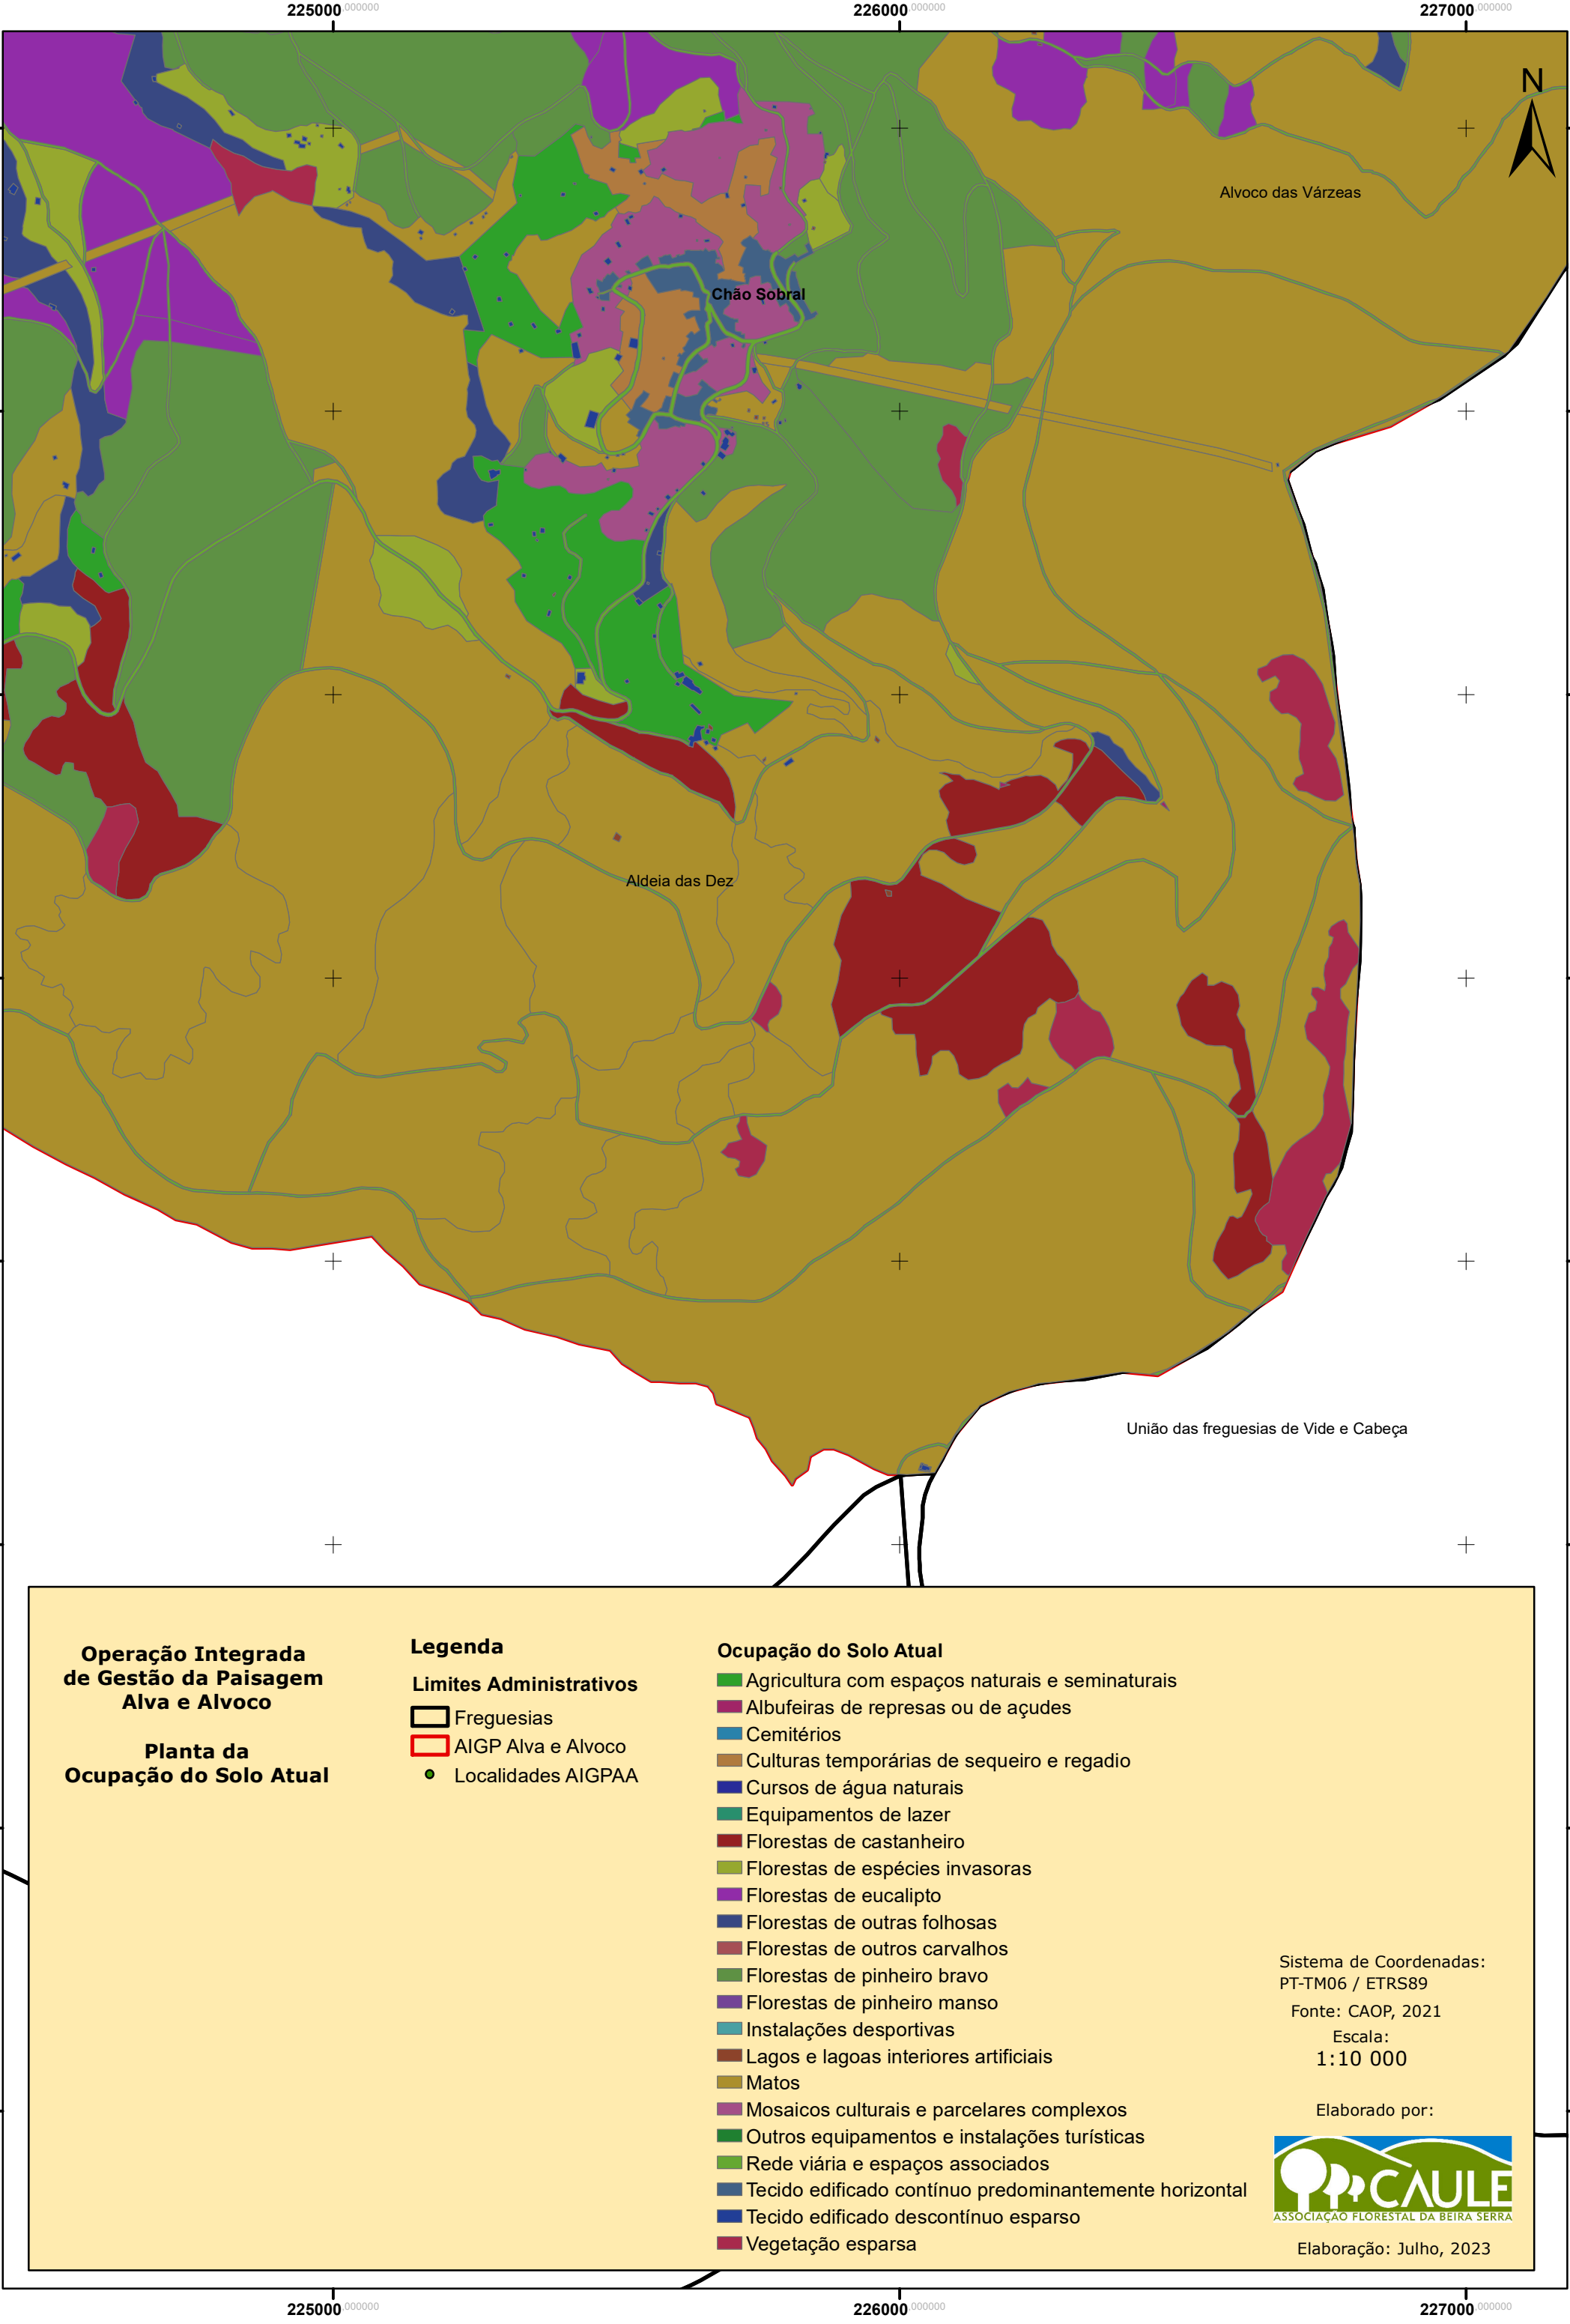 225000.000000 226000.000000 227000.000000
N
Alvoco das Várzeas
Chão Sobral
Aldeia das Dez
União das freguesias de Vide e Cabeça
Operação Integrada
de Gestão da Paisagem
Alva e Alvoco
Planta da
Ocupação do Solo Atual
Legenda
Limites Administrativos
Freguesias
AIGP Alva e Alvoco
Localidades AIGPAA
Ocupação do Solo Atual
Agricultura com espaços naturais e seminaturais
Albufeiras de represas ou de açudes
Cemitérios
Culturas temporárias de sequeiro e regadio
Cursos de água naturais
Equipamentos de lazer
Florestas de castanheiro
Florestas de espécies invasoras
Florestas de eucalipto
Florestas de outras folhosas
Florestas de outros carvalhos
Florestas de pinheiro bravo
Florestas de pinheiro manso
Instalações desportivas
Lagos e lagoas interiores artificiais
Matos
Mosaicos culturais e parcelares complexos
Outros equipamentos e instalações turísticas
Rede viária e espaços associados
Tecido edificado contínuo predominantemente horizontal
Tecido edificado descontínuo esparso
Vegetação esparsa
Sistema de Coordenadas:
PT-TM06 / ETRS89
Fonte: CAOP, 2021
Escala:
1:10 000
Elaborado por:
CAULE
ASSOCIAÇÃO FLORESTAL DA BEIRA SERRA
Elaboração: Julho, 2023
225000.000000 226000.000000 227000.000000